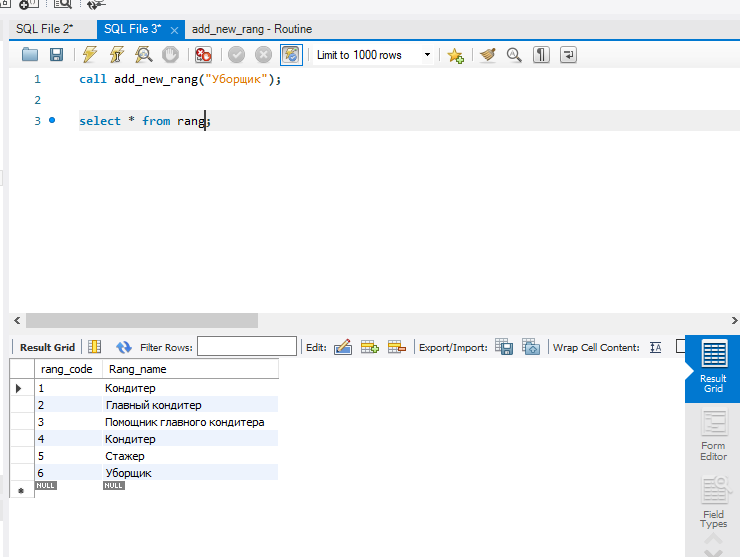 SQL File 2* SQL File 3* add_new_rang - Routine
Limit to 1000 rows
1 call add_new_rang("Уборщик");
2
3 select * from rang;
Result Grid Filter Rows: Edit: Export/Import: Wrap Cell Content:
rang_code Rang_name
1 Кондитер
2 Главный кондитер
3 Помощник главного кондитера
4 Кондитер
5 Стажер
6 Уборщик
NULL NULL
Result
Grid
Form
Editor
Field
Types